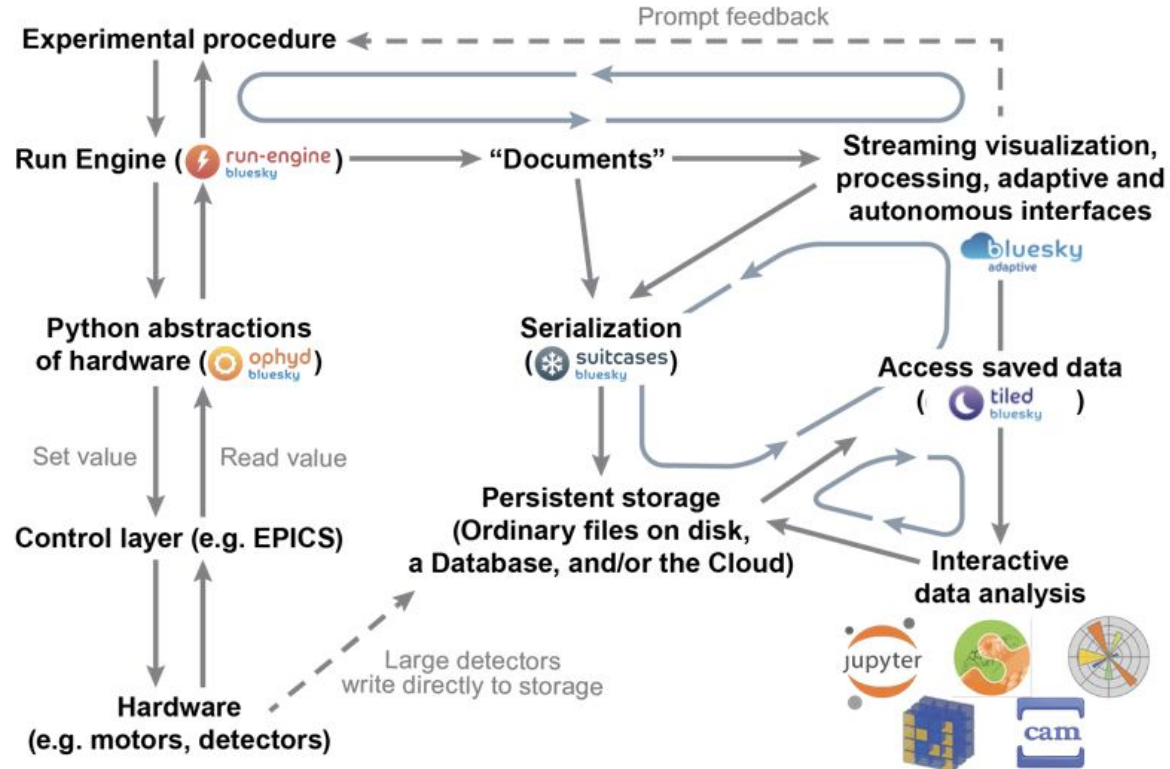 Prompt feedback
Experimental procedure
Run Engine (run-engine
bluesky)
“Documents”
Streaming visualization,
processing, adaptive and
autonomous interfaces
bluesky
adaptive
Python abstractions
of hardware (ophyd
bluesky)
Serialization
(suitcases
bluesky)
Access saved data
(tiled
bluesky)
Set value
Read value
Persistent storage
(Ordinary files on disk,
a Database, and/or the Cloud)
Control layer (e.g. EPICS)
Interactive
data analysis
Large detectors
write directly to storage
Hardware
(e.g. motors, detectors)
jupyter
cam